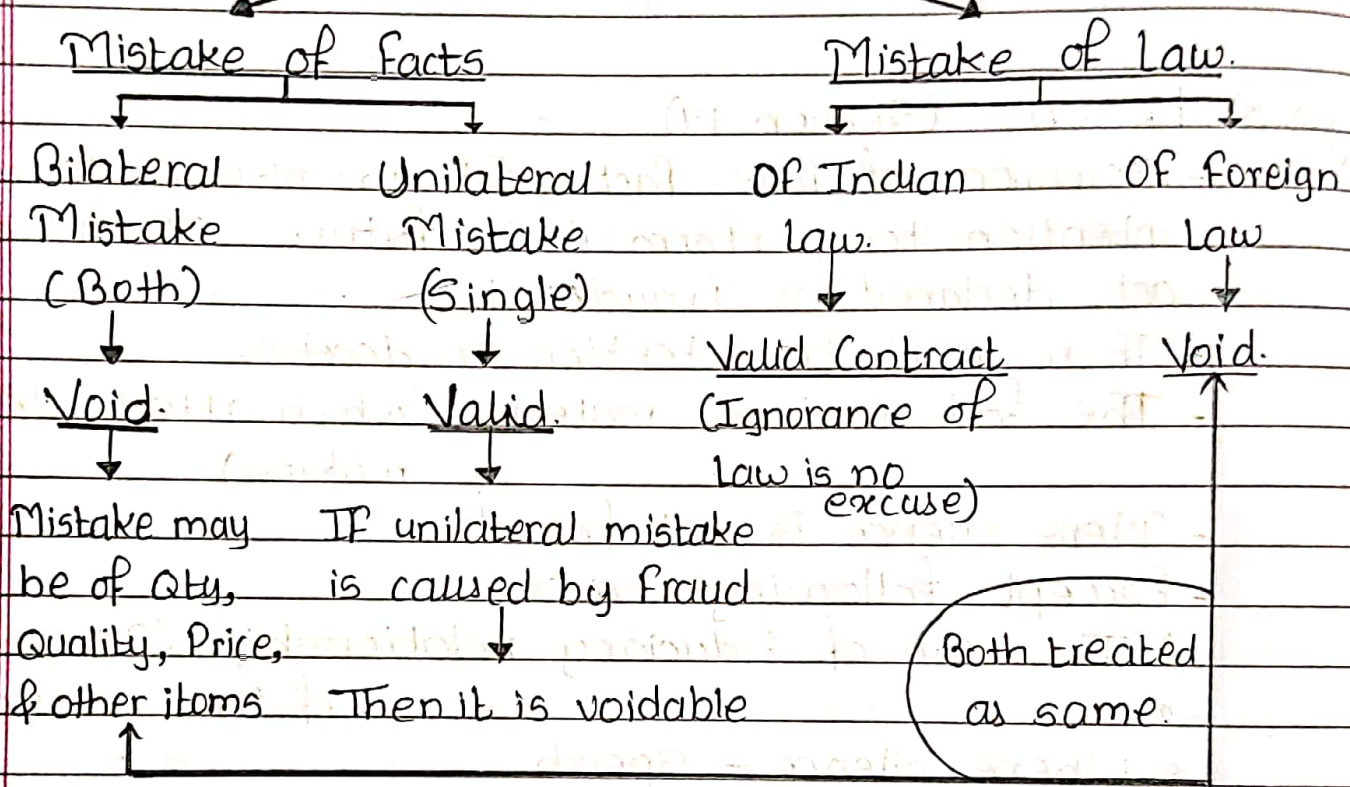 Mistake of facts
Mistake of Law.
Bilateral
Mistake
(Both)
Void.
Mistake may
be of Qty,
Quality, Price,
& other itoms
Unilateral
Mistake
(Single)
Valid.
If unilateral mistake
is caused by fraud
Then it is voidable
Of Indian
Law.
Valid Contract
(Ignorance of
Law is no
excuse)
Of foreign
Law
Void.
Both treated
as same.